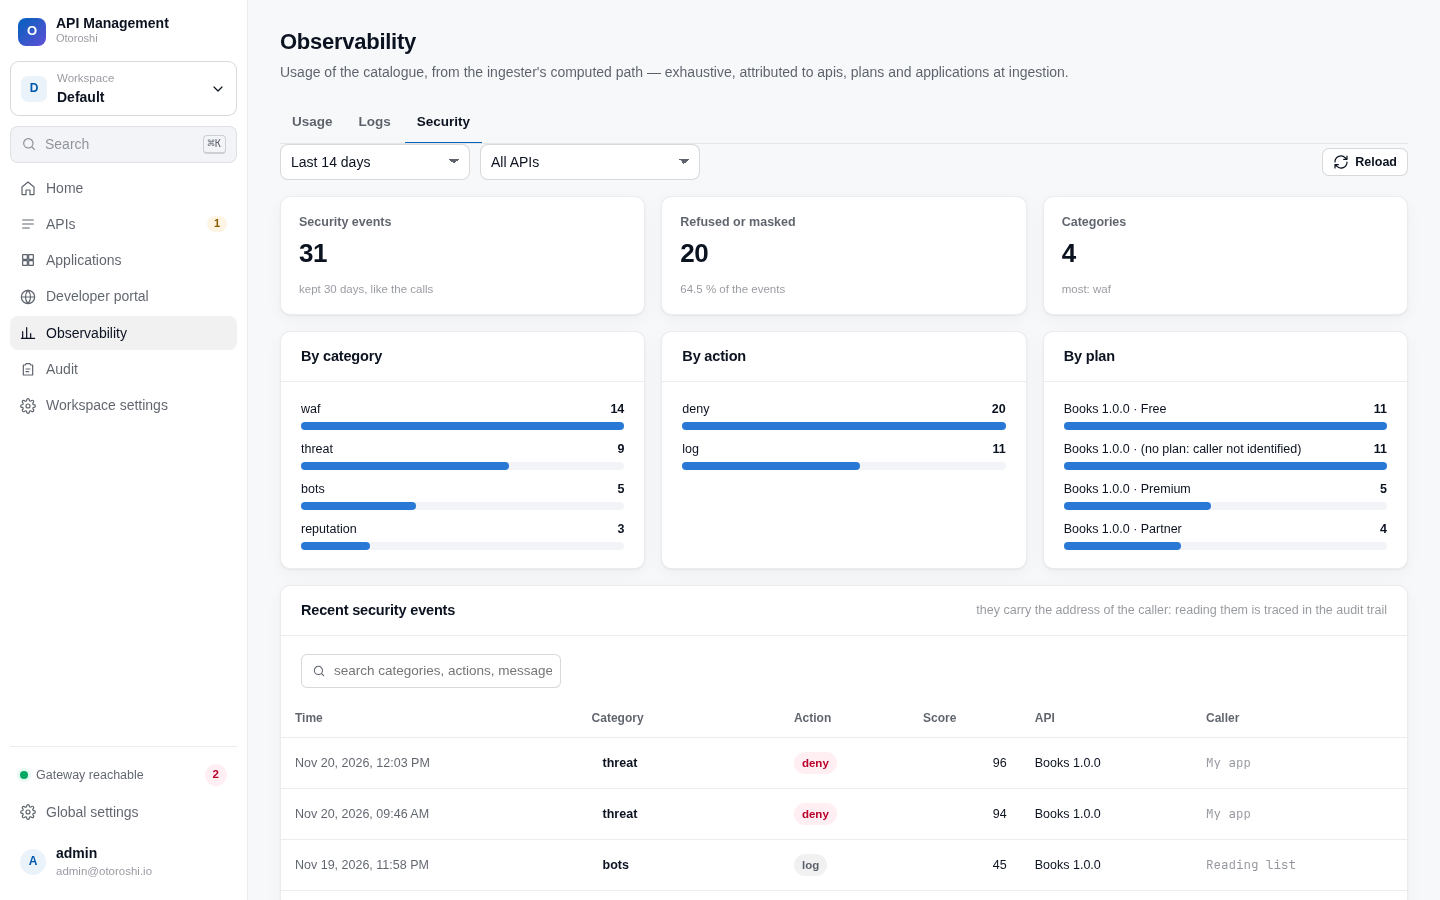 O
API Management
Otoroshi
D
Workspace
Default
Search
⌘K
Home
APIs
1
Applications
Developer portal
Observability
Audit
Workspace settings
Gateway reachable
2
Global settings
A
admin
admin@otoroshi.io
Observability
Usage of the catalogue, from the ingester's computed path — exhaustive, attributed to apis, plans and applications at ingestion.
Usage Logs Security
Last 14 days
All APIs
Reload
Security events
31
kept 30 days, like the calls
Refused or masked
20
64.5 % of the events
Categories
4
most: waf
By category
waf 14
threat 9
bots 5
reputation 3
By action
deny 20
log 11
By plan
Books 1.0.0 · Free 11
Books 1.0.0 · (no plan: caller not identified) 11
Books 1.0.0 · Premium 5
Books 1.0.0 · Partner 4
Recent security events
they carry the address of the caller: reading them is traced in the audit trail
search categories, actions, message
Time Category Action Score API Caller
Nov 20, 2026, 12:03 PM threat deny 96 Books 1.0.0 My app
Nov 20, 2026, 09:46 AM threat deny 94 Books 1.0.0 My app
Nov 19, 2026, 11:58 PM bots log 45 Books 1.0.0 Reading list